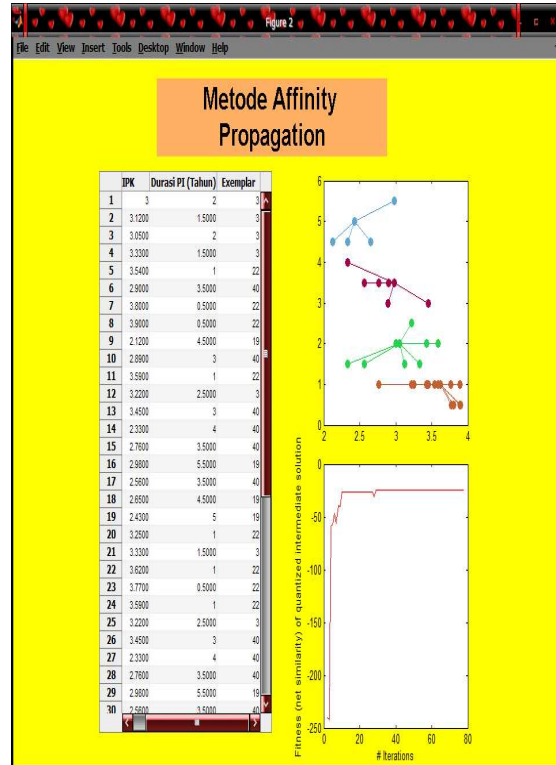 Figure 2
File Edit View Insert Tools Desktop Window Help
Metode Affinity
Propagation
IPK Durasi PI (Tahun) Exemplar
1 3 2 3
2 3.1200 1.5000 3
3 3.0500 2 3
4 3.3300 1.5000 3
5 3.5400 1 22
6 2.9000 3.5000 40
7 3.8000 0.5000 22
8 3.9000 0.5000 22
9 2.1200 4.5000 19
10 2.8900 3 40
11 3.5900 1 22
12 3.2200 2.5000 3
13 3.4500 3 40
14 2.3300 4 40
15 2.7600 3.5000 40
16 2.9800 5.5000 19
17 2.5600 3.5000 40
18 2.6500 4.5000 19
19 2.4300 5 19
20 3.2500 1 22
21 3.3300 1.5000 3
22 3.6200 1 22
23 3.7700 0.5000 22
24 3.5900 1 22
25 3.2200 2.5000 3
26 3.4500 3 40
27 2.3300 4 40
28 2.7600 3.5000 40
29 2.9800 5.5000 19
30 2.5600 3.5000 40
6
5
4
3
2
1
0
2 2.5 3 3.5 4
Fitness (net similarity) of quantized intermediate solution
0
-50
-100
-150
-200
-250
0 20 40 60 80
# Iterations